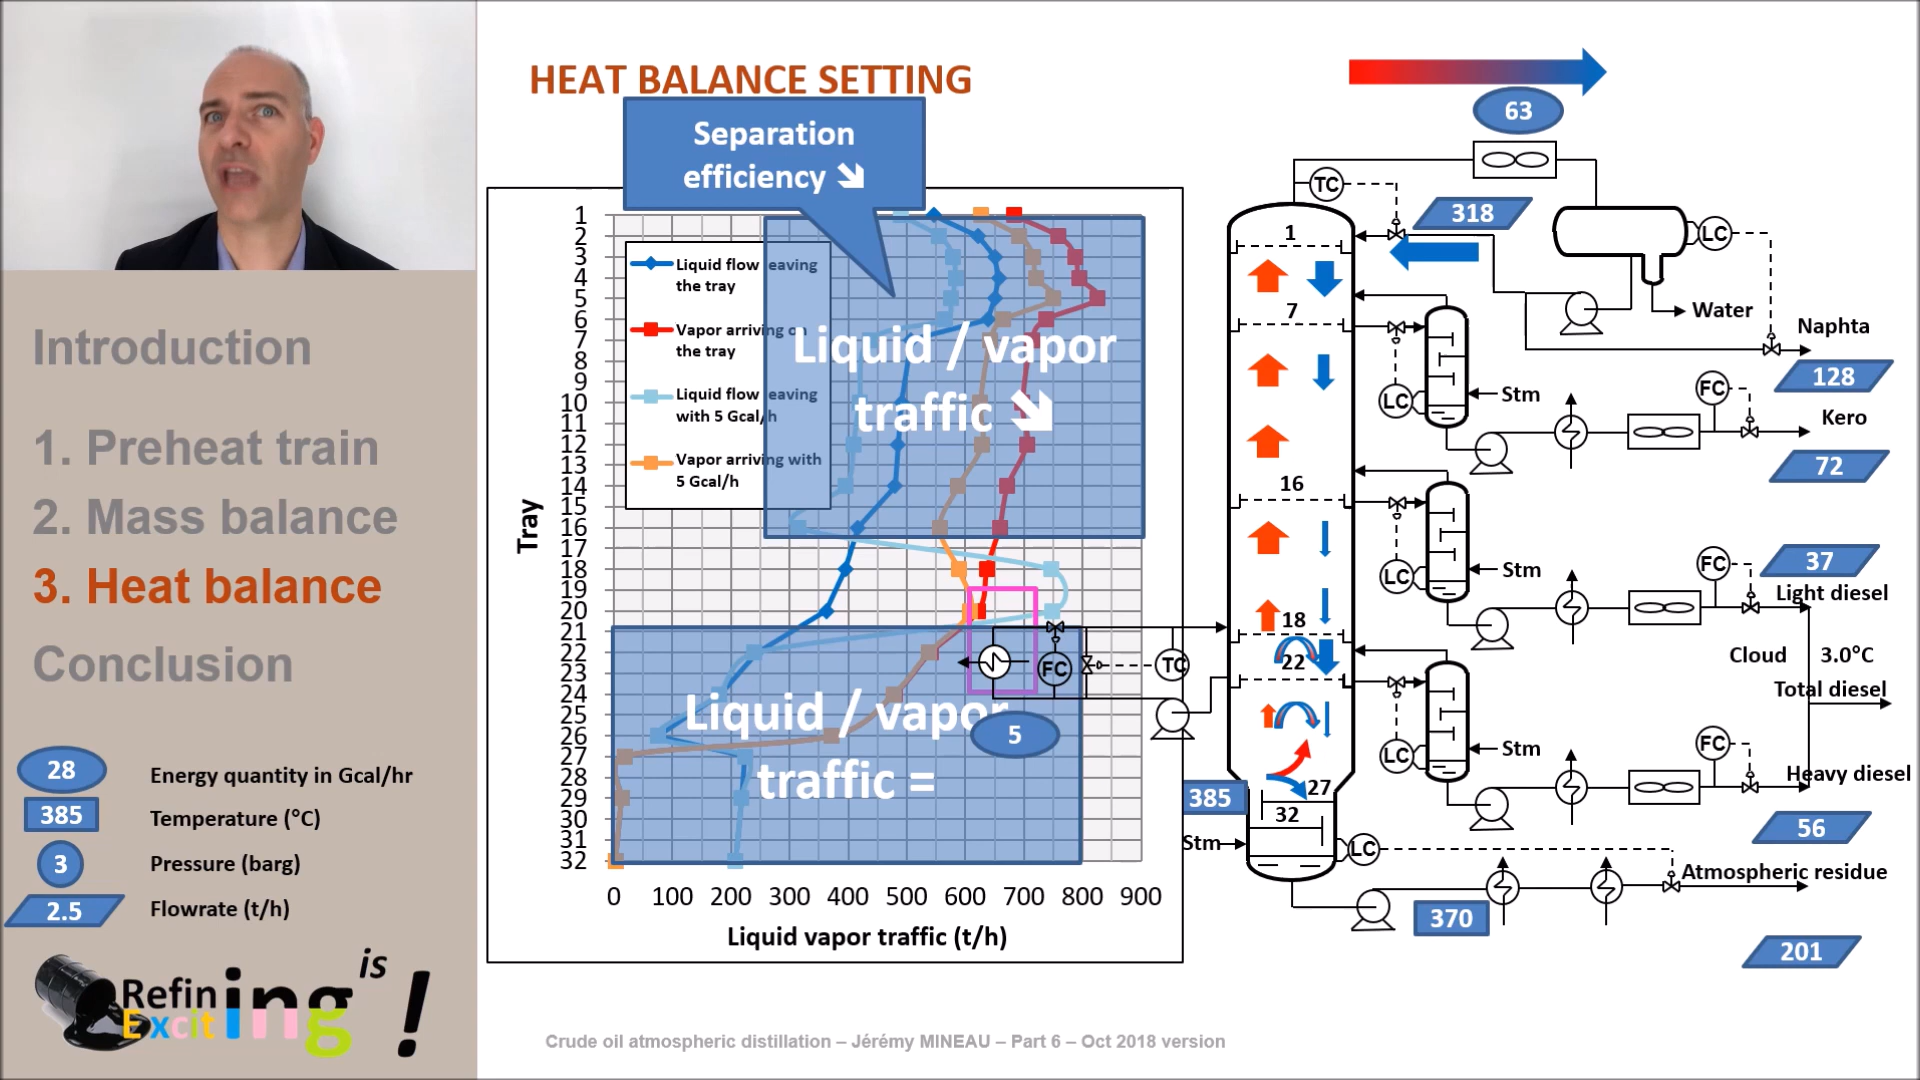 HEAT BALANCE SETTING
Separation
efficiency
63
TC
318
LC
Water
Naphta
128
FC
Kero
72
Stm
LC
37
FC
Light diesel
Stm
LC
Cloud 3.0°C
Total diesel
FC
Stm
LC
Heavy diesel
56
1
7
16
18
22
27
32
385
Stm
LC
Atmospheric residue
370
201
TC
FC
5
Liquid flow leaving
the tray
Vapor arriving on
the tray
Liquid flow leaving
with 5 Gcal/h
Vapor arriving with
5 Gcal/h
Liquid / vapor
traffic
Liquid / vapor
traffic =
Tray
1
2
3
4
5
6
7
8
9
10
11
12
13
14
15
16
17
18
19
20
21
22
23
24
25
26
27
28
29
30
31
32
0 100 200 300 400 500 600 700 800 900
Liquid vapor traffic (t/h)
Introduction
1. Preheat train
2. Mass balance
3. Heat balance
Conclusion
28 Energy quantity in Gcal/hr
385 Temperature (°C)
3 Pressure (barg)
2.5 Flowrate (t/h)
Refining is
Exciting !
Crude oil atmospheric distillation – Jérémy MINEAU – Part 6 – Oct 2018 version